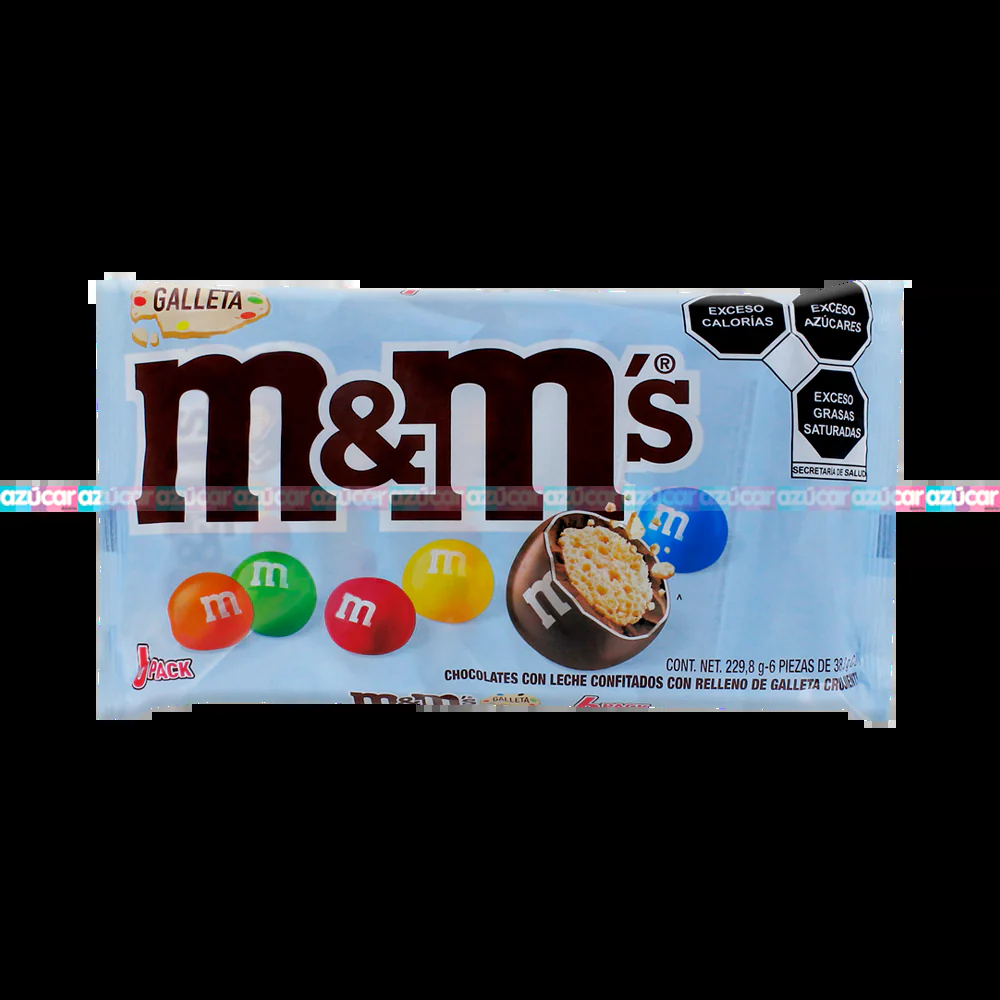 GALLETA
m&m's®
EXCESO
CALORÍAS
EXCESO
AZÚCARES
EXCESO
GRASAS
SATURADAS
SECRETARÍA DE SALUD
azúcar azúcar azúcar azúcar azúcar azúcar azúcar azúcar azúcar azúcar azúcar azúcar azúcar
m m m m m m
PACK
CONT. NET. 229,8 g-6 PIEZAS DE
CHOCOLATES CON LECHE CONFITADOS CON RELLENO DE GALLETA
m&m's GALLETA PACK